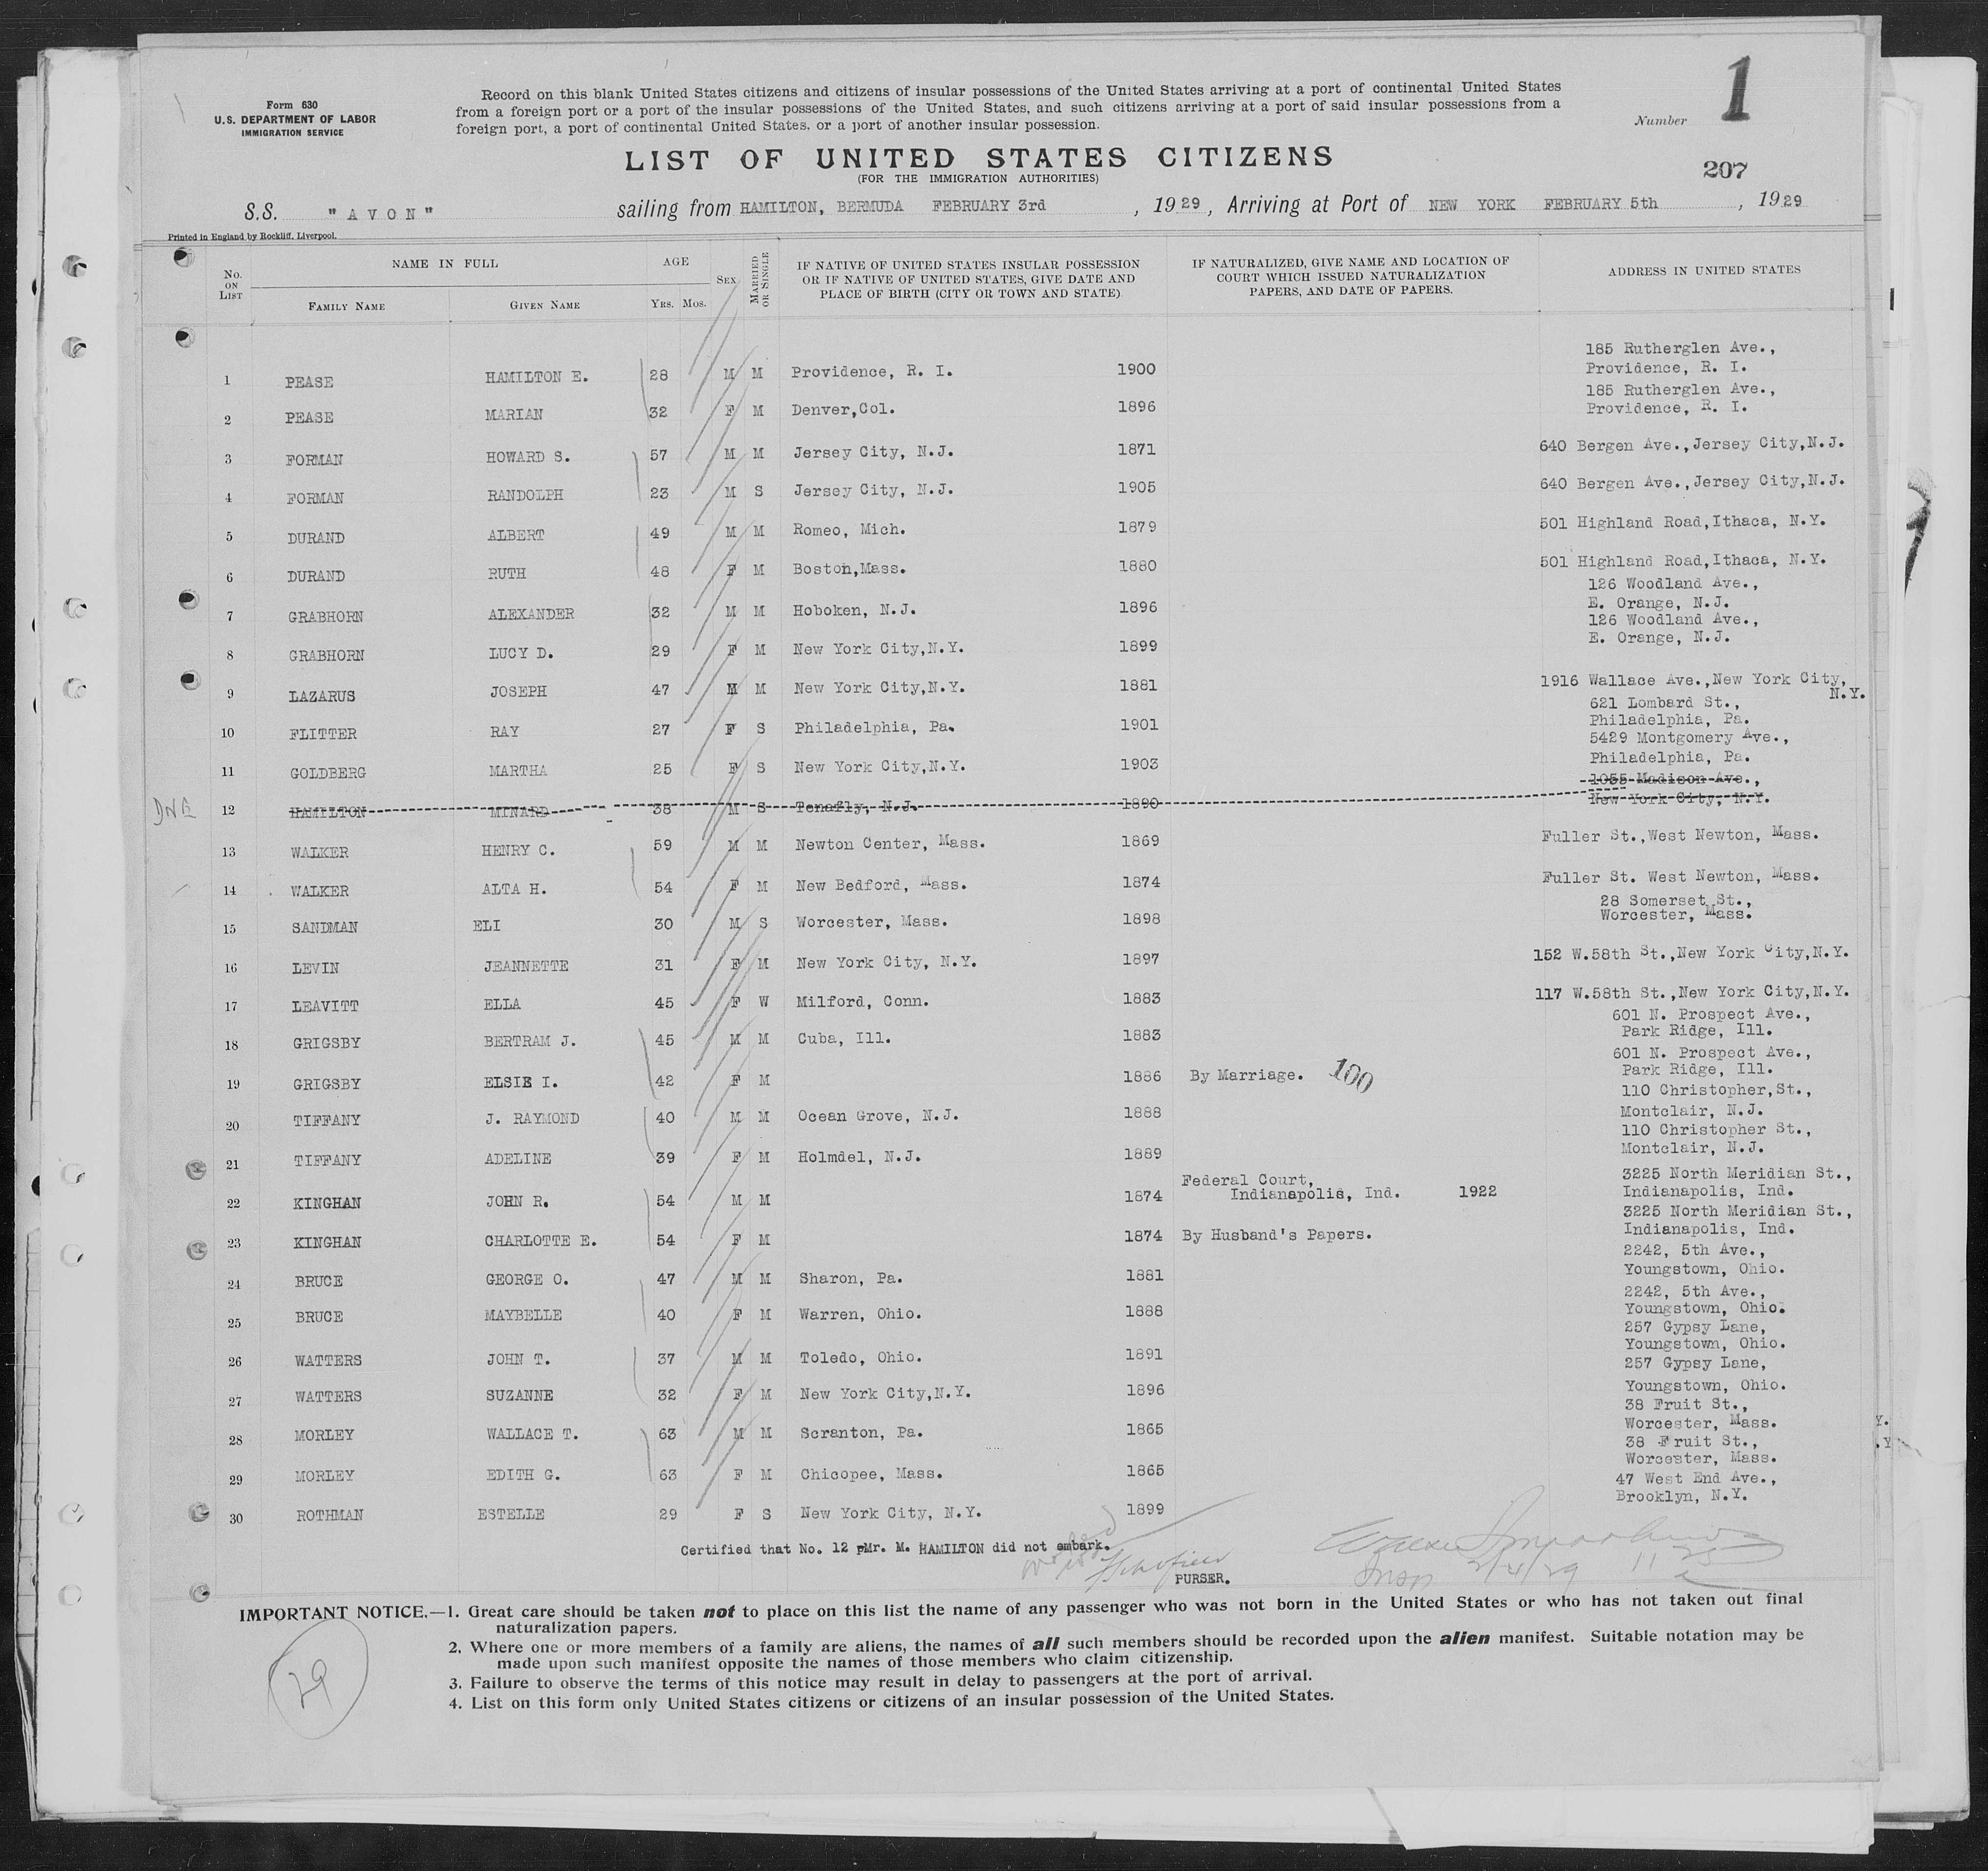 Form 630
U.S. DEPARTMENT OF LABOR
IMMIGRATION SERVICE
Record on this blank United States citizens and citizens of insular possessions of the United States arriving at a port of continental United States
from a foreign port or a port of the insular possessions of the United States, and such citizens arriving at a port of said insular possessions from a
foreign port, a port of continental United States, or a port of another insular possession.
Number 1
LIST OF UNITED STATES CITIZENS
(FOR THE IMMIGRATION AUTHORITIES)
207
S.S. "AVON" sailing from HAMILTON, BERMUDA FEBRUARY 3rd, 1929, Arriving at Port of NEW YORK FEBRUARY 5th, 1929
Printed in England by Rockliff, Liverpool.
No. ON LIST NAME IN FULL FAMILY NAME GIVEN NAME AGE YRS. MOS. SEX MARRIED OR SINGLE IF NATIVE OF UNITED STATES INSULAR POSSESSION OR IF NATIVE OF UNITED STATES, GIVE DATE AND PLACE OF BIRTH (CITY OR TOWN AND STATE) IF NATURALIZED, GIVE NAME AND LOCATION OF COURT WHICH ISSUED NATURALIZATION PAPERS, AND DATE OF PAPERS. ADDRESS IN UNITED STATES
1 PEASE HAMILTON E. 28 M M Providence, R. I. 1900 185 Rutherglen Ave., Providence, R. I.
2 PEASE MARIAN 32 F M Denver,Col. 1896 185 Rutherglen Ave., Providence, R. I.
3 FORMAN HOWARD S. 57 M M Jersey City, N.J. 1871 640 Bergen Ave.,Jersey City,N.J.
4 FORMAN RANDOLPH 23 M S Jersey City, N.J. 1905 640 Bergen Ave.,Jersey City,N.J.
5 DURAND ALBERT 49 M M Romeo, Mich. 1879 501 Highland Road,Ithaca, N.Y.
6 DURAND RUTH 48 F M Boston,Mass. 1880 501 Highland Road,Ithaca, N.Y.
7 GRABHORN ALEXANDER 32 M M Hoboken, N.J. 1896 126 Woodland Ave., E. Orange, N.J.
8 GRABHORN LUCY D. 29 F M New York City,N.Y. 1899 126 Woodland Ave., E. Orange, N.J.
9 LAZARUS JOSEPH 47 M M New York City,N.Y. 1881 1916 Wallace Ave.,New York City, N.Y.
10 FLITTER RAY 27 F S Philadelphia, Pa. 1901 621 Lombard St., Philadelphia, Pa.
11 GOLDBERG MARTHA 25 F S New York City,N.Y. 1903 5429 Montgomery Ave., Philadelphia, Pa.
DNE 12 HAMILTON MINARD 38 M S Tenafly, N.J. 1890 1055 Madison Ave., New York City, N.Y.
13 WALKER HENRY C. 59 M M Newton Center, Mass. 1869 Fuller St.,West Newton, Mass.
14 WALKER ALTA H. 54 F M New Bedford, Mass. 1874 Fuller St. West Newton, Mass.
15 SANDMAN ELI 30 M S Worcester, Mass. 1898 28 Somerset St., Worcester, Mass.
16 LEVIN JEANNETTE 31 F M New York City, N.Y. 1897 152 W.58th St.,New York City,N.Y.
17 LEAVITT ELLA 45 F W Milford, Conn. 1883 117 W.58th St.,New York City,N.Y.
18 GRIGSBY BERTRAM J. 45 M M Cuba, Ill. 1883 601 N. Prospect Ave., Park Ridge, Ill.
19 GRIGSBY ELSIE I. 42 F M 1886 By Marriage. 100 601 N. Prospect Ave., Park Ridge, Ill.
20 TIFFANY J. RAYMOND 40 M M Ocean Grove, N.J. 1888 110 Christopher,St., Montclair, N.J.
21 TIFFANY ADELINE 39 F M Holmdel, N.J. 1889 110 Christopher St., Montclair, N.J.
22 KINGHAN JOHN R. 54 M M 1874 Federal Court, Indianapolis, Ind. 1922 3225 North Meridian St., Indianapolis, Ind.
23 KINGHAN CHARLOTTE E. 54 F M 1874 By Husband's Papers. 3225 North Meridian St., Indianapolis, Ind.
24 BRUCE GEORGE O. 47 M M Sharon, Pa. 1881 2242, 5th Ave., Youngstown, Ohio.
25 BRUCE MAYBELLE 40 F M Warren, Ohio. 1888 2242, 5th Ave., Youngstown, Ohio.
26 WATTERS JOHN T. 37 M M Toledo, Ohio. 1891 257 Gypsy Lane, Youngstown, Ohio.
27 WATTERS SUZANNE 32 F M New York City,N.Y. 1896 257 Gypsy Lane, Youngstown, Ohio.
28 MORLEY WALLACE T. 63 M M Scranton, Pa. 1865 38 Fruit St., Worcester, Mass.
29 MORLEY EDITH G. 63 F M Chicopee, Mass. 1865 38 Fruit St., Worcester, Mass.
30 ROTHMAN ESTELLE 29 F S New York City, N.Y. 1899 47 West End Ave., Brooklyn, N.Y.
Certified that No. 12 Mr. M. HAMILTON did not embark.
PURSER.
2/4/29
IMPORTANT NOTICE.—1. Great care should be taken not to place on this list the name of any passenger who was not born in the United States or who has not taken out final
naturalization papers.
2. Where one or more members of a family are aliens, the names of all such members should be recorded upon the alien manifest. Suitable notation may be
made upon such manifest opposite the names of those members who claim citizenship.
3. Failure to observe the terms of this notice may result in delay to passengers at the port of arrival.
4. List on this form only United States citizens or citizens of an insular possession of the United States.
29